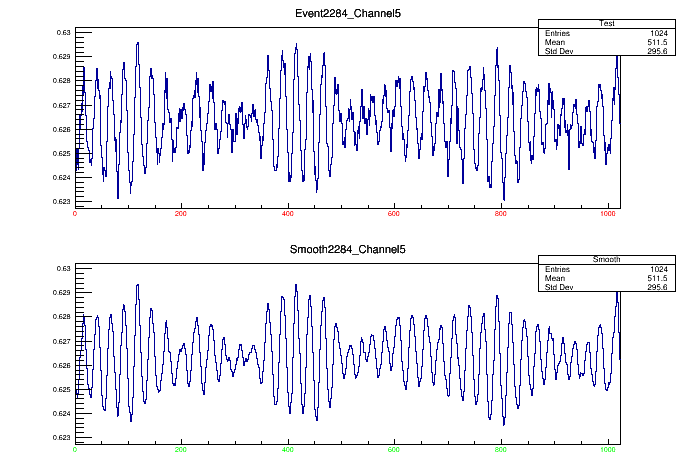 Event2284_Channel5
Test
Entries 1024
Mean 511.5
Std Dev 295.6
0.63
0.629
0.628
0.627
0.626
0.625
0.624
0.623
0 200 400 600 800 1000
Smooth2284_Channel5
Smooth
Entries 1024
Mean 511.5
Std Dev 295.6
0.63
0.629
0.628
0.627
0.626
0.625
0.624
0.623
0 200 400 600 800 1000